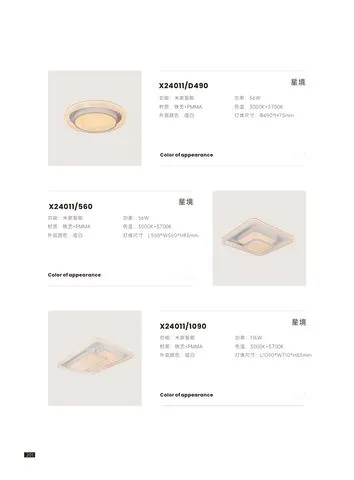 X24011/D490
星境
功能：米家智能
功率：56W
材质：铁艺+PMMA
色温：3000K+5700K
外观颜色：福白
灯体尺寸：Φ490*H75mm
Color of appearance
X24011/560
星境
功能：米家智能
功率：56W
材质：铁艺+PMMA
色温：3000K+5700K
外观颜色：福白
灯体尺寸：L560*W560*H85mm
Color of appearance
X24011/1090
星境
功能：米家智能
功率：116W
材质：铁艺+PMMA
色温：3000K+5700K
外观颜色：福白
灯体尺寸：L1090*W710*H85mm
Color of appearance